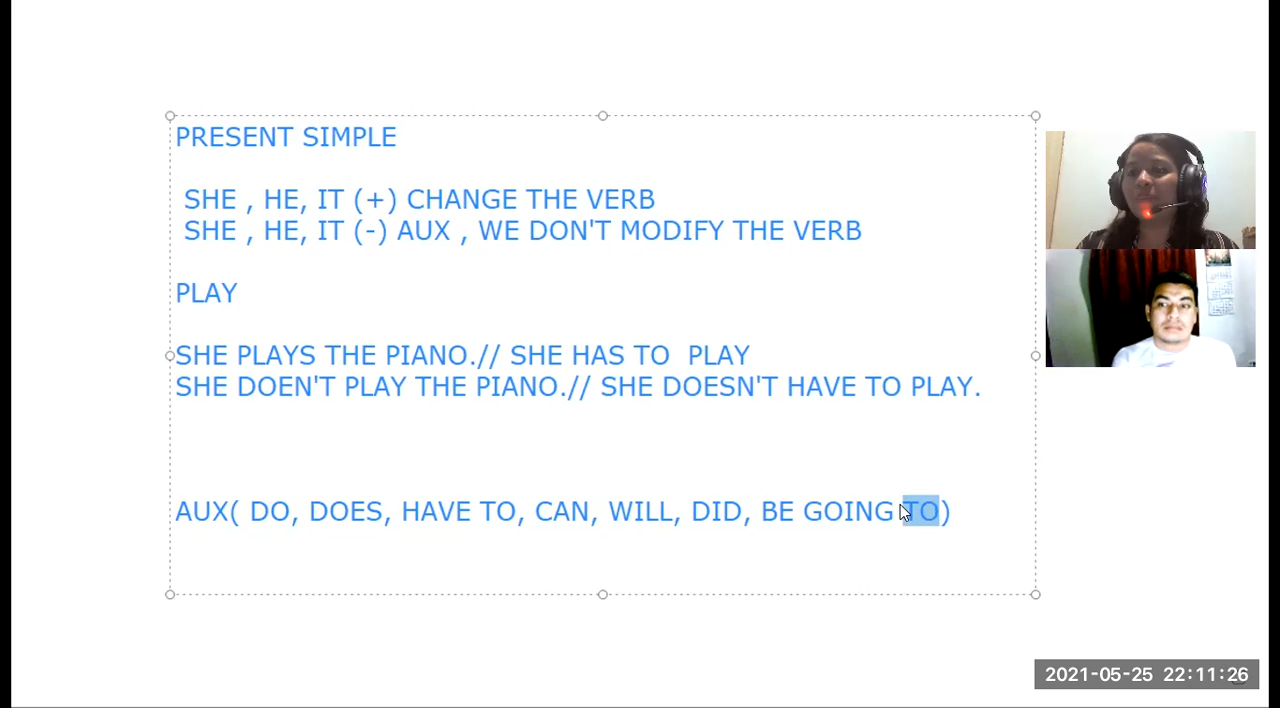 PRESENT SIMPLE
SHE , HE, IT (+) CHANGE THE VERB
SHE , HE, IT (-) AUX , WE DON'T MODIFY THE VERB
PLAY
SHE PLAYS THE PIANO.// SHE HAS TO  PLAY
SHE DOEN'T PLAY THE PIANO.// SHE DOESN'T HAVE TO PLAY.
AUX( DO, DOES, HAVE TO, CAN, WILL, DID, BE GOING TO)
2021-05-25 22:11:26